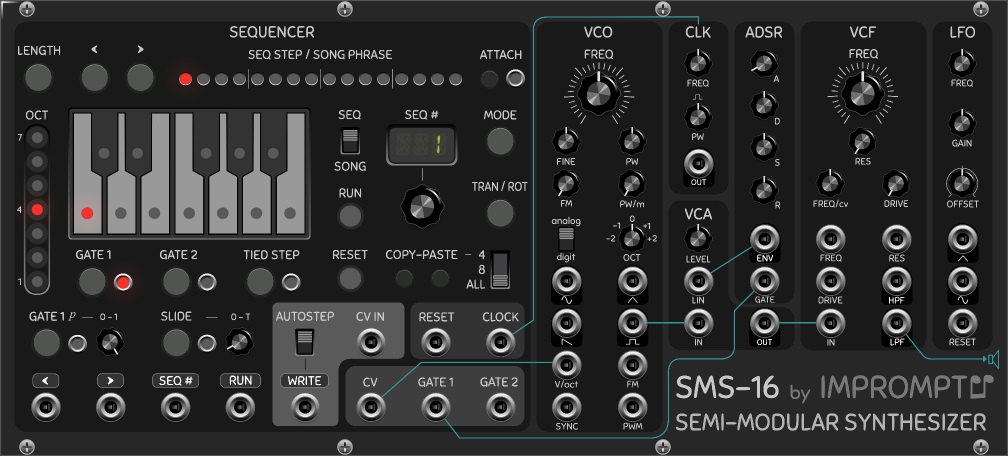 SEQUENCER
LENGTH
<
>
SEQ STEP / SONG PHRASE
ATTACH
OCT
7
4
1
SEQ
SONG
SEQ #
1
MODE
RUN
TRAN / ROT
GATE 1
GATE 2
TIED STEP
RESET
COPY-PASTE
4
8
ALL
GATE 1 P
0-1
SLIDE
0-T
AUTOSTEP
CV IN
RESET
CLOCK
<
>
SEQ #
RUN
WRITE
CV
GATE 1
GATE 2
VCO
FREQ
FINE
PW
FM
PW/m
analog
digit
-2
-1
0
+1
+2
OCT
V/oct
FM
SYNC
PWM
CLK
FREQ
PW
OUT
VCA
LEVEL
LIN
IN
ADSR
A
D
S
R
ENV
GATE
OUT
VCF
FREQ
RES
FREQ/cv
DRIVE
FREQ
RES
DRIVE
HPF
IN
LPF
LFO
FREQ
GAIN
OFFSET
RESET
SMS-16 by IMPROMPTU
SEMI-MODULAR SYNTHESIZER